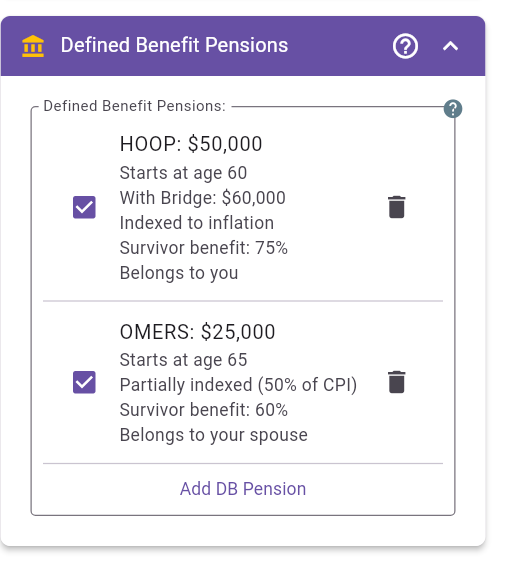 Defined Benefit Pensions
?
Defined Benefit Pensions:
?
HOOP: $50,000
Starts at age 60
With Bridge: $60,000
Indexed to inflation
Survivor benefit: 75%
Belongs to you
OMERS: $25,000
Starts at age 65
Partially indexed (50% of CPI)
Survivor benefit: 60%
Belongs to your spouse
Add DB Pension